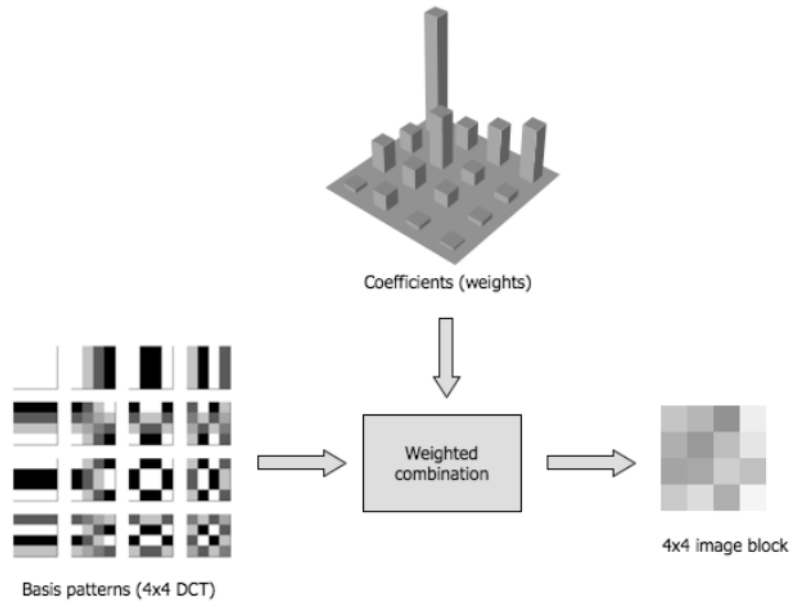 Coefficients (weights)
Weighted
combination
4x4 image block
Basis patterns (4x4 DCT)